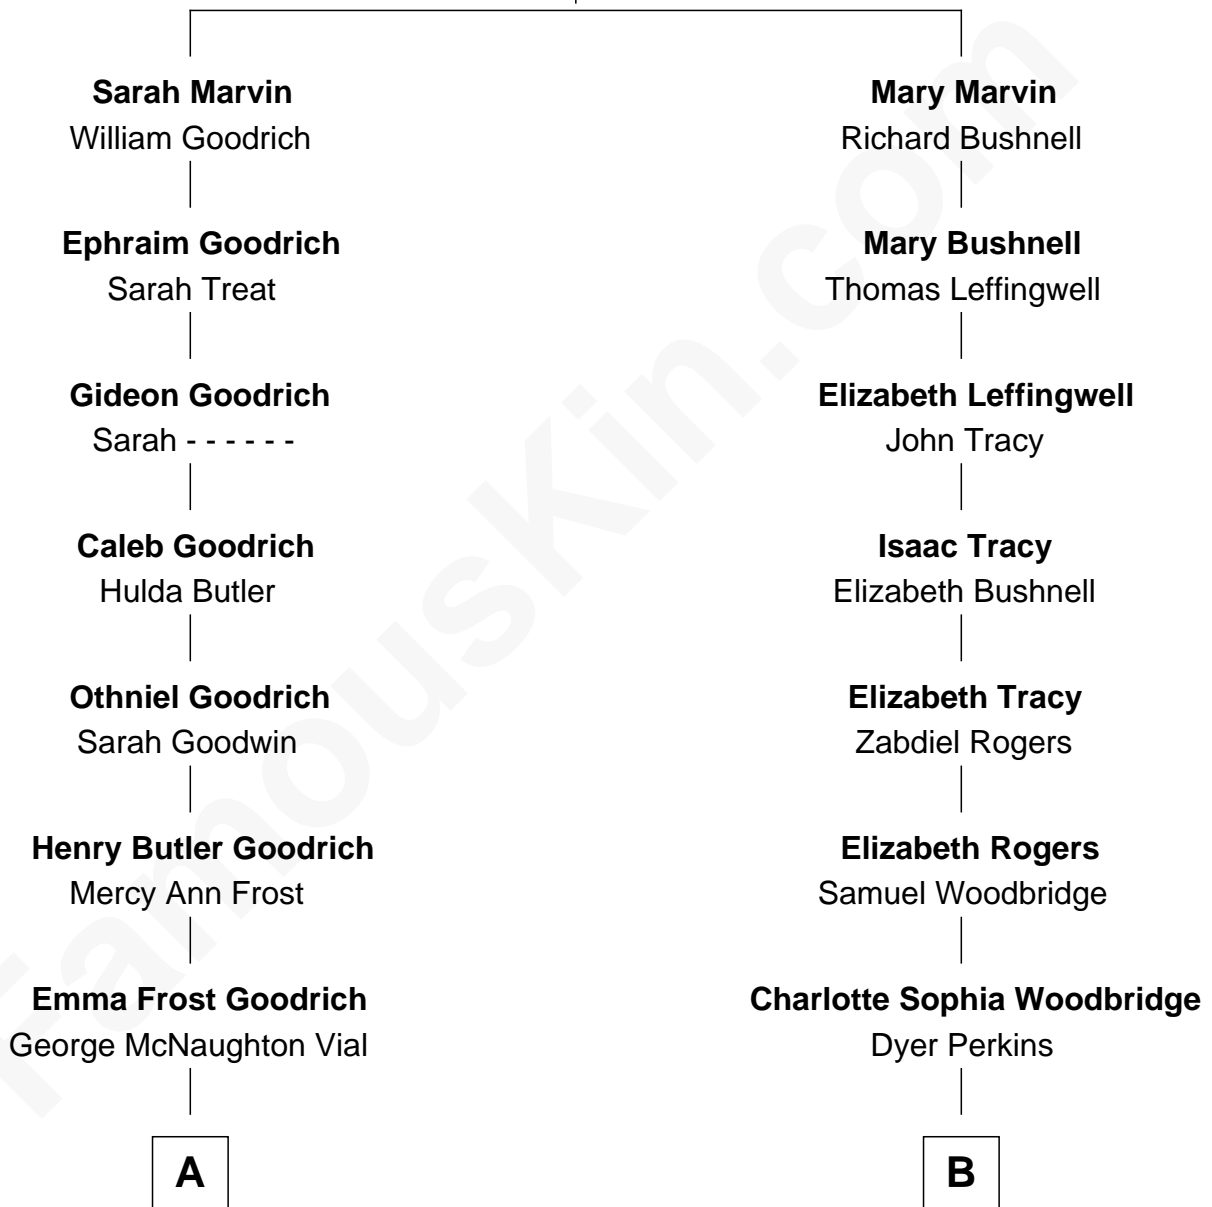 Sarah Marvin
William Goodrich
Ephraim Goodrich
Sarah Treat
Gideon Goodrich
Sarah - - - - - -
Caleb Goodrich
Hulda Butler
Othniel Goodrich
Sarah Goodwin
Henry Butler Goodrich
Mercy Ann Frost
Emma Frost Goodrich
George McNaughton Vial
A
Mary Marvin
Richard Bushnell
Mary Bushnell
Thomas Leffingwell
Elizabeth Leffingwell
John Tracy
Isaac Tracy
Elizabeth Bushnell
Elizabeth Tracy
Zabdiel Rogers
Elizabeth Rogers
Samuel Woodbridge
Charlotte Sophia Woodbridge
Dyer Perkins
B
FamousKin.com